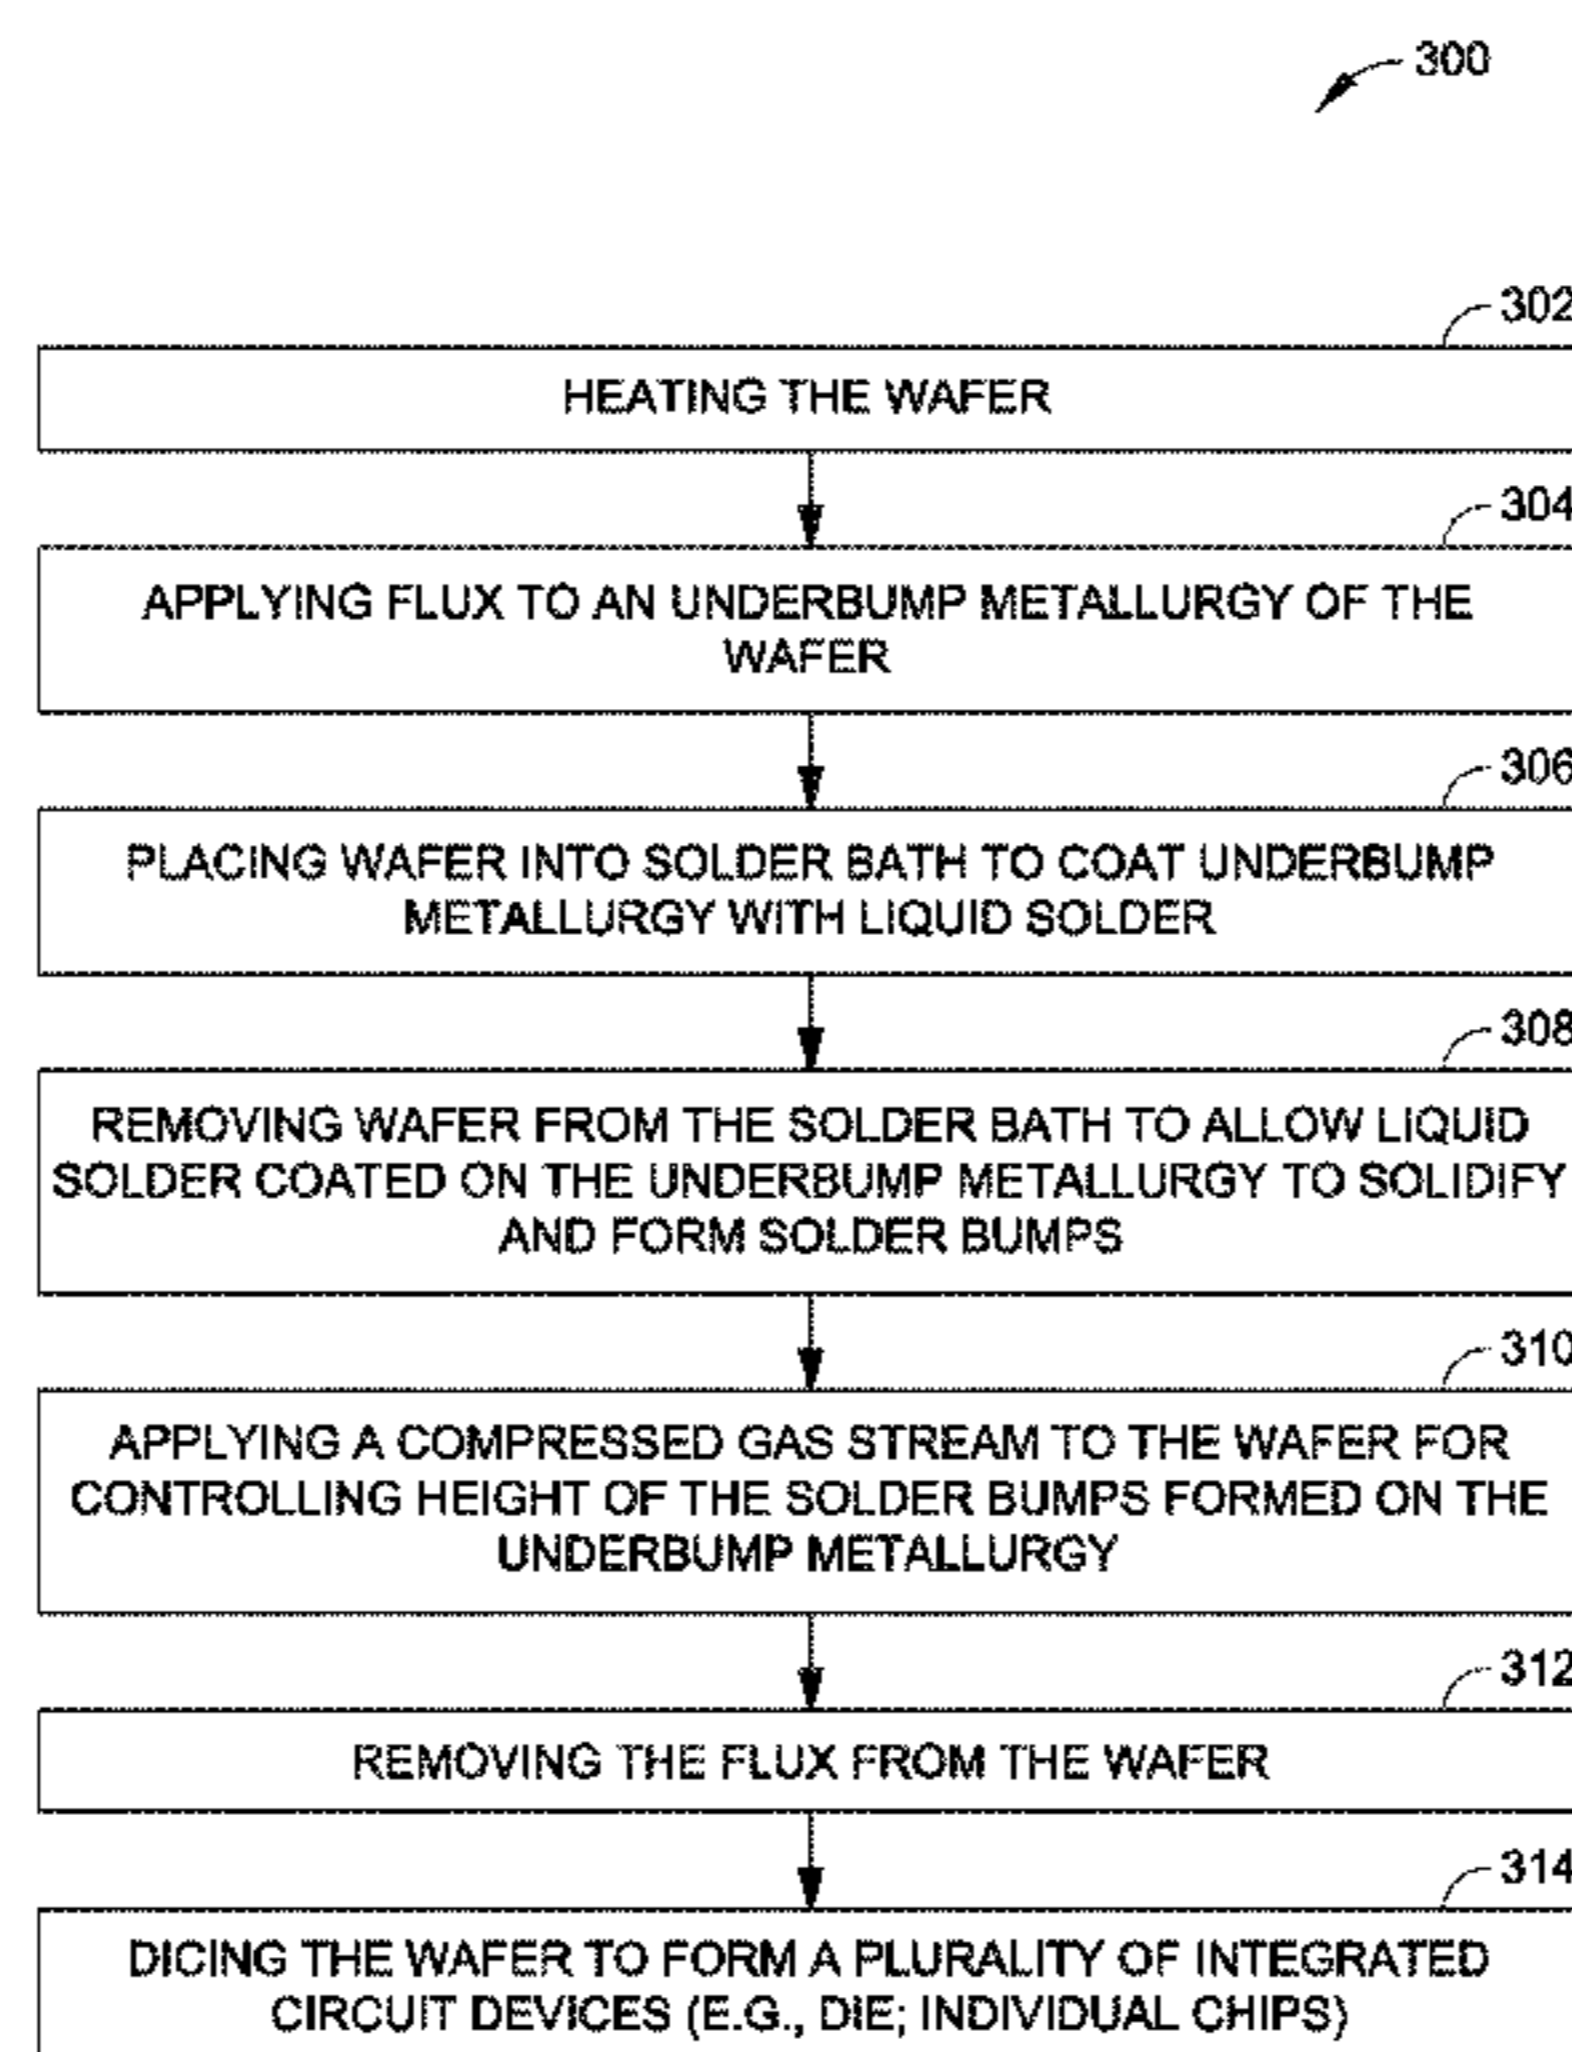 300
302
HEATING THE WAFER
304
APPLYING FLUX TO AN UNDERBUMP METALLURGY OF THE
WAFER
306
PLACING WAFER INTO SOLDER BATH TO COAT UNDERBUMP
METALLURGY WITH LIQUID SOLDER
308
REMOVING WAFER FROM THE SOLDER BATH TO ALLOW LIQUID
SOLDER COATED ON THE UNDERBUMP METALLURGY TO SOLIDIFY
AND FORM SOLDER BUMPS
310
APPLYING A COMPRESSED GAS STREAM TO THE WAFER FOR
CONTROLLING HEIGHT OF THE SOLDER BUMPS FORMED ON THE
UNDERBUMP METALLURGY
312
REMOVING THE FLUX FROM THE WAFER
314
DICING THE WAFER TO FORM A PLURALITY OF INTEGRATED
CIRCUIT DEVICES (E.G., DIE; INDIVIDUAL CHIPS)